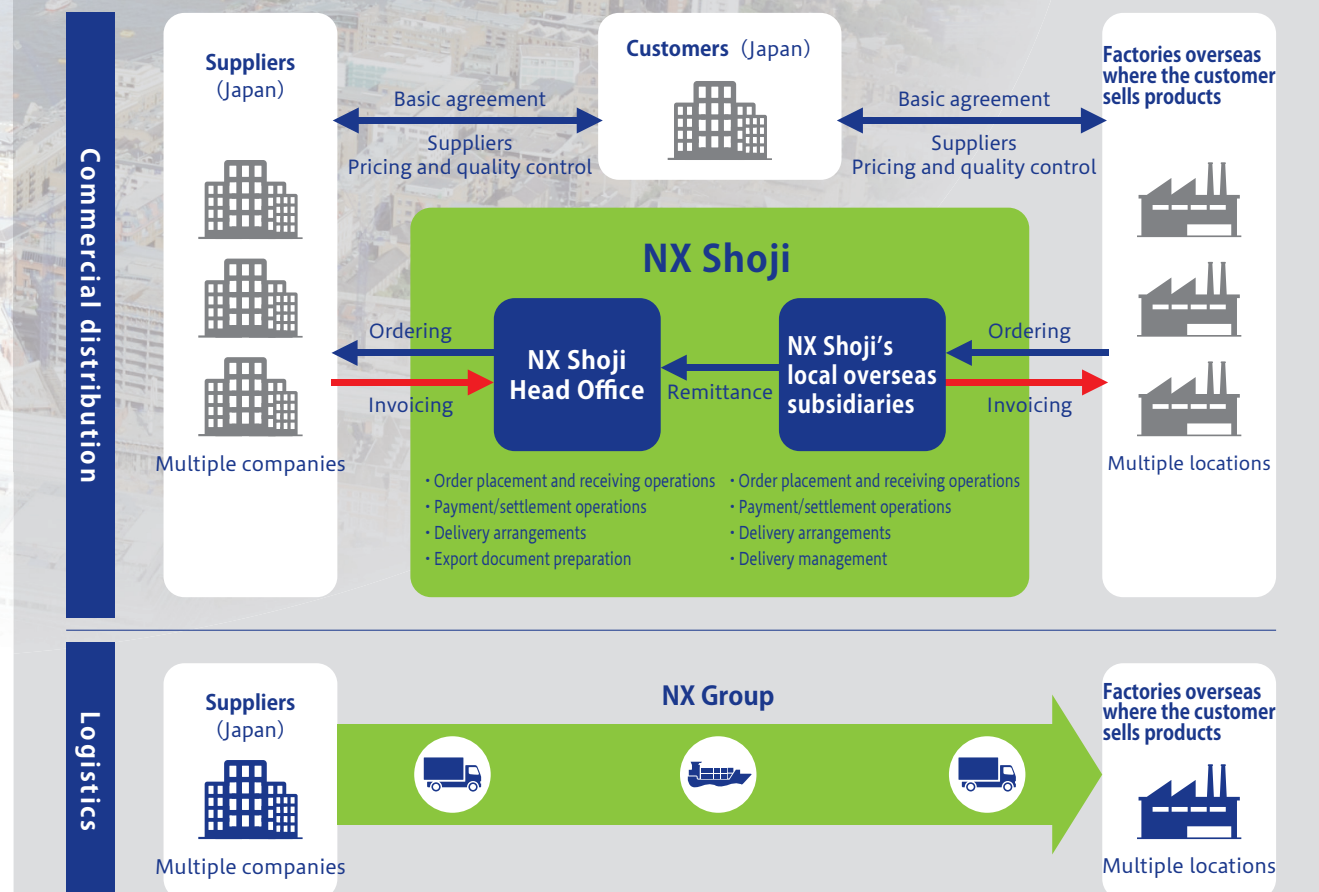 Commercial distribution
Suppliers
(Japan)
Multiple companies
Basic agreement
Suppliers
Pricing and quality control
Customers (Japan)
Basic agreement
Suppliers
Pricing and quality control
Factories overseas
where the customer
sells products
Multiple locations
NX Shoji
Ordering
Invoicing
NX Shoji
Head Office
Remittance
NX Shoji's
local overseas
subsidiaries
Ordering
Invoicing
・Order placement and receiving operations
・Payment/settlement operations
・Delivery arrangements
・Export document preparation
・Order placement and receiving operations
・Payment/settlement operations
・Delivery arrangements
・Delivery management
Logistics
Suppliers
(Japan)
Multiple companies
NX Group
Factories overseas
where the customer
sells products
Multiple locations